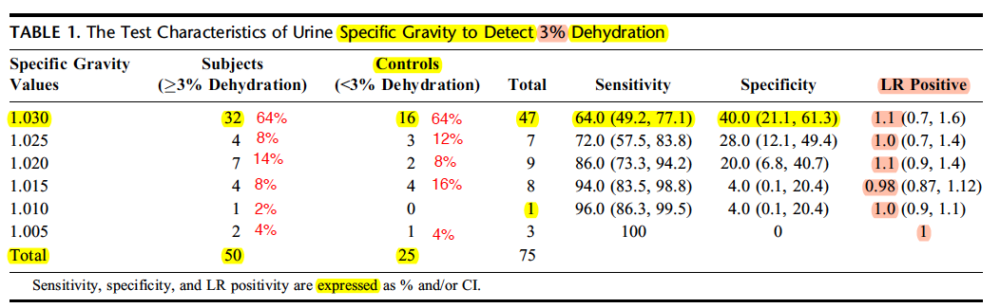 TABLE 1. The Test Characteristics of Urine Specific Gravity to Detect 3% Dehydration
Specific Gravity Values Subjects (≥3% Dehydration) Controls (<3% Dehydration) Total Sensitivity Specificity LR Positive
1.030 32 64% 16 64% 47 64.0 (49.2, 77.1) 40.0 (21.1, 61.3) 1.1 (0.7, 1.6)
1.025 4 8% 3 12% 7 72.0 (57.5, 83.8) 28.0 (12.1, 49.4) 1.0 (0.7, 1.4)
1.020 7 14% 2 8% 9 86.0 (73.3, 94.2) 20.0 (6.8, 40.7) 1.1 (0.9, 1.4)
1.015 4 8% 4 16% 8 94.0 (83.5, 98.8) 4.0 (0.1, 20.4) 0.98 (0.87, 1.12)
1.010 1 2% 0 1 96.0 (86.3, 99.5) 4.0 (0.1, 20.4) 1.0 (0.9, 1.1)
1.005 2 4% 1 4% 3 100 0 1
Total 50 25 75
Sensitivity, specificity, and LR positivity are expressed as % and/or CI.